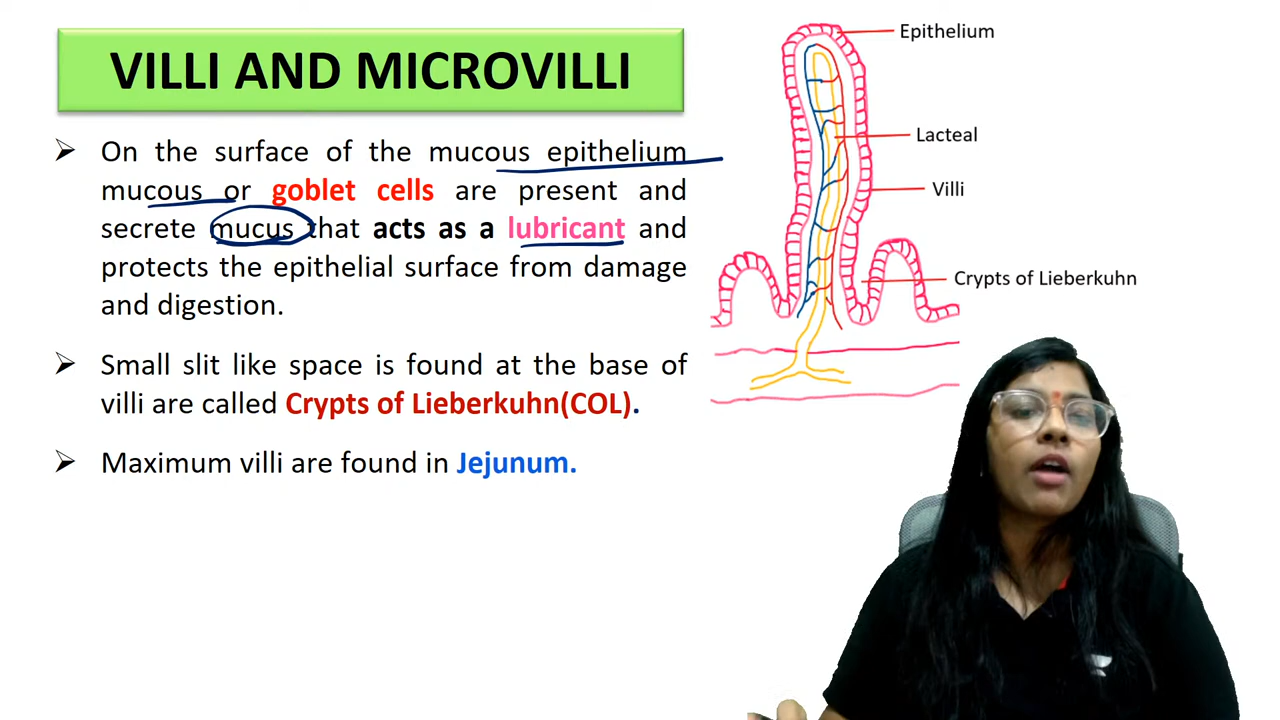 VILLI AND MICROVILLI
On the surface of the mucous epithelium
mucous or goblet cells are present and
secrete mucus that acts as a lubricant and
protects the epithelial surface from damage
and digestion.
Small slit like space is found at the base of
villi are called Crypts of Lieberkuhn(COL).
Maximum villi are found in Jejunum.
Epithelium
Lacteal
Villi
Crypts of Lieberkuhn